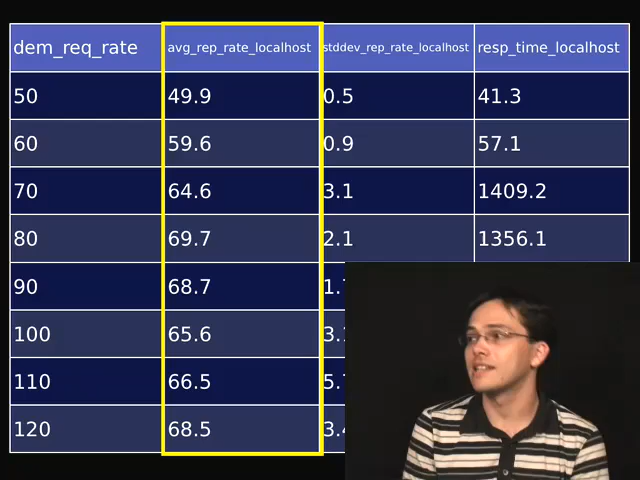 dem_req_rate avg_rep_rate_localhost stddev_rep_rate_localhost resp_time_localhost
50 49.9 0.5 41.3
60 59.6 0.9 57.1
70 64.6 3.1 1409.2
80 69.7 2.1 1356.1
90 68.7
100 65.6
110 66.5
120 68.5